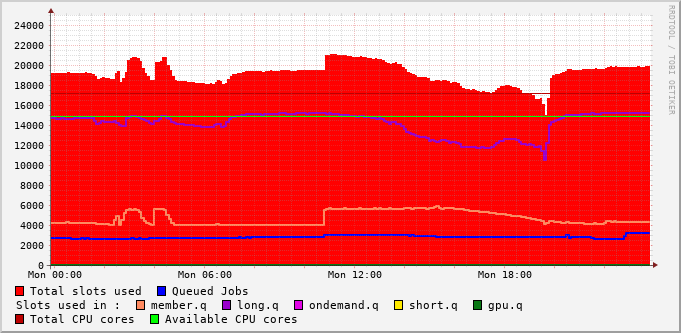 24000
22000
20000
18000
16000
14000
12000
10000
8000
6000
4000
2000
0
Mon 00:00 Mon 06:00 Mon 12:00 Mon 18:00
RRDTOOL / TOBI OETIKER
Total slots used Queued Jobs
Slots used in : member.q long.q ondemand.q short.q gpu.q
Total CPU cores Available CPU cores